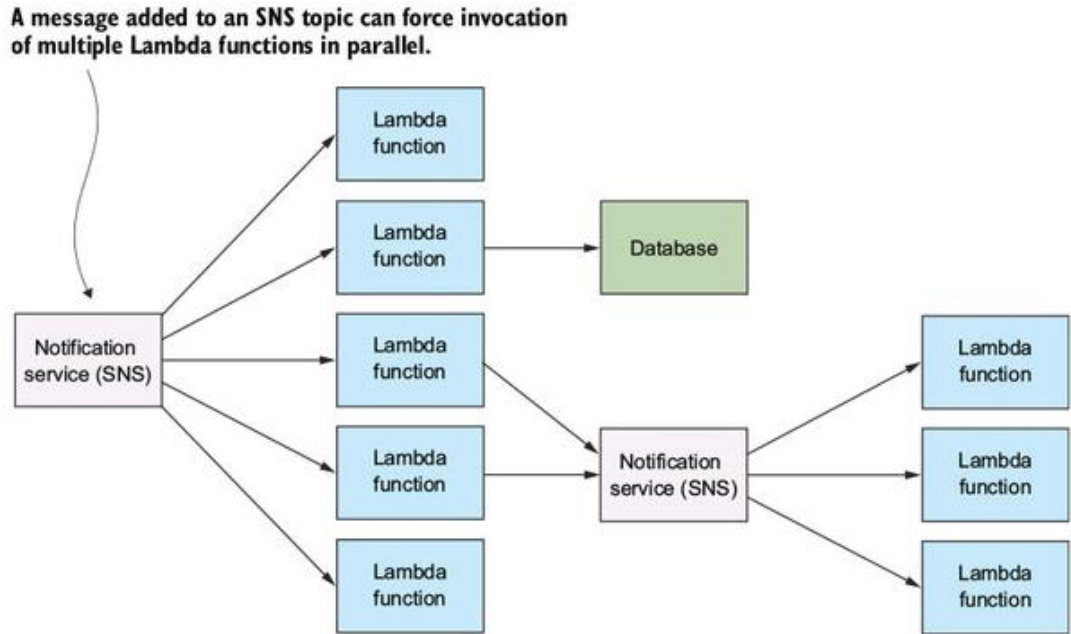 A message added to an SNS topic can force invocation
of multiple Lambda functions in parallel.
Lambda
function
Lambda
function
Database
Notification
service (SNS)
Lambda
function
Lambda
function
Lambda
function
Notification
service (SNS)
Lambda
function
Lambda
function
Lambda
function